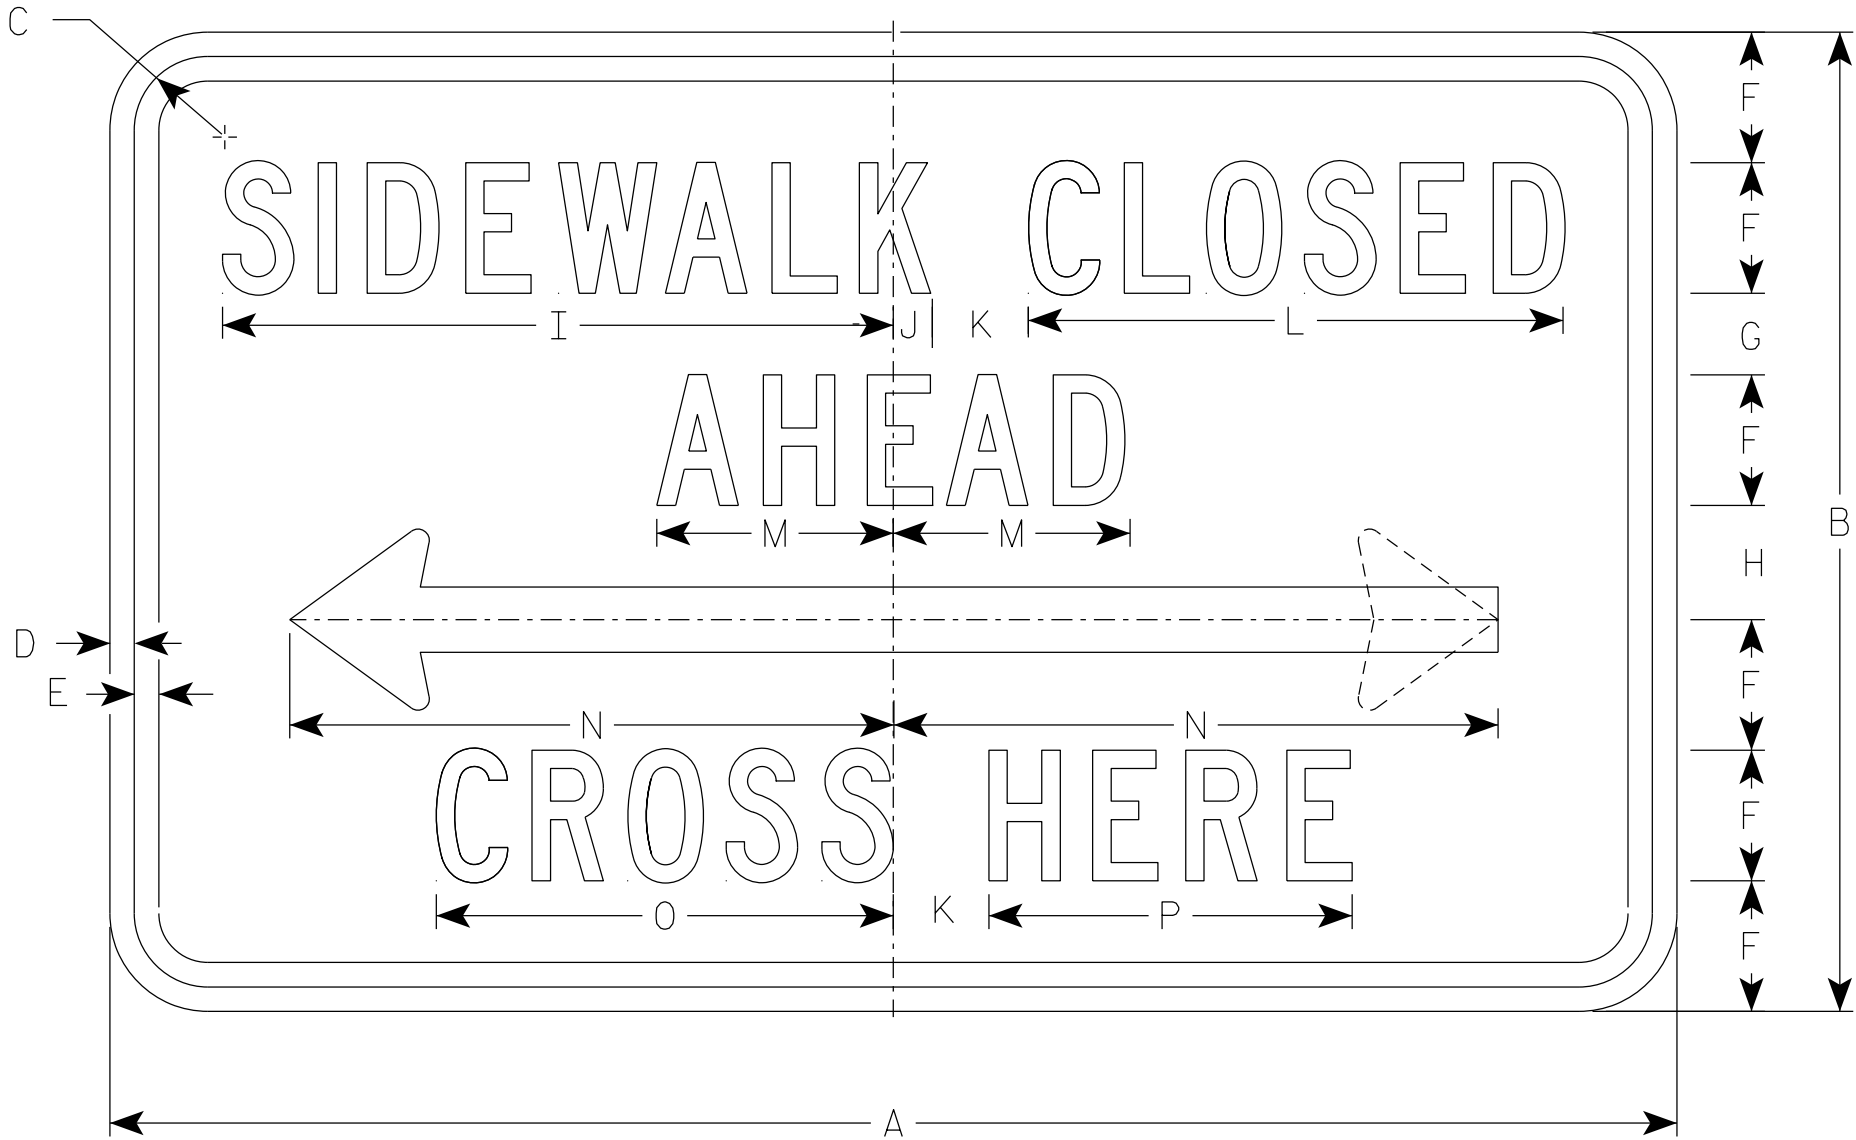 C
F
SIDEWALK CLOSED
F
I J K L
G
AHEAD
F
M M
B
H
D
E
F
N N
CROSS HERE
F
O K P
F
A